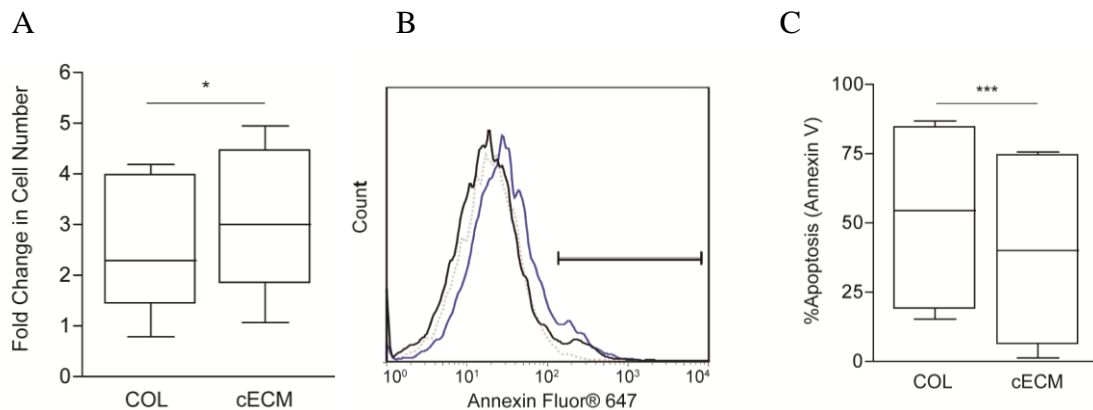 A
B
C
Fold Change in Cell Number
6
5
4
3
2
1
0
*
COL
cECM
Count
10⁰
10¹
10²
10³
10⁴
Annexin Fluor® 647
%Apoptosis (Annexin V)
100
75
50
25
0
***
COL
cECM